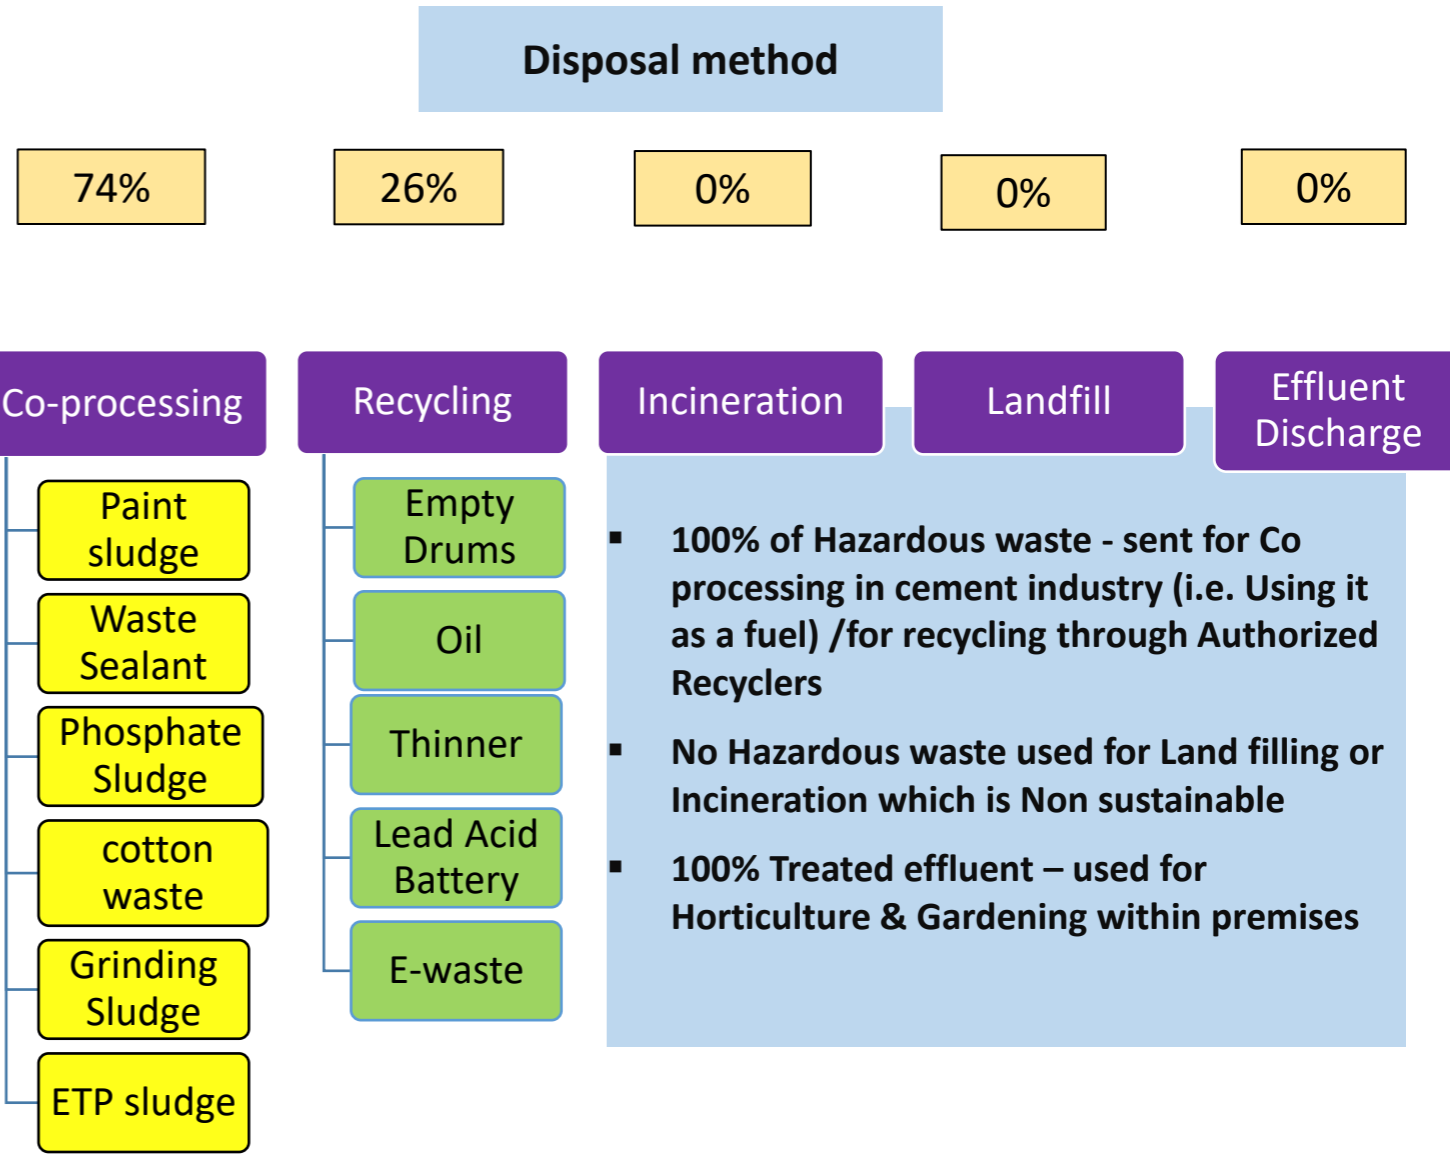 Disposal method
74%
26%
0%
0%
0%
Co-processing
Recycling
Incineration
Landfill
Effluent
Discharge
Paint
sludge
Waste
Sealant
Phosphate
Sludge
cotton
waste
Grinding
Sludge
ETP sludge
Empty
Drums
Oil
Thinner
Lead Acid
Battery
E-waste
▪ 100% of Hazardous waste - sent for Co
processing in cement industry (i.e. Using it
as a fuel) /for recycling through Authorized
Recyclers
▪ No Hazardous waste used for Land filling or
Incineration which is Non sustainable
▪ 100% Treated effluent – used for
Horticulture & Gardening within premises